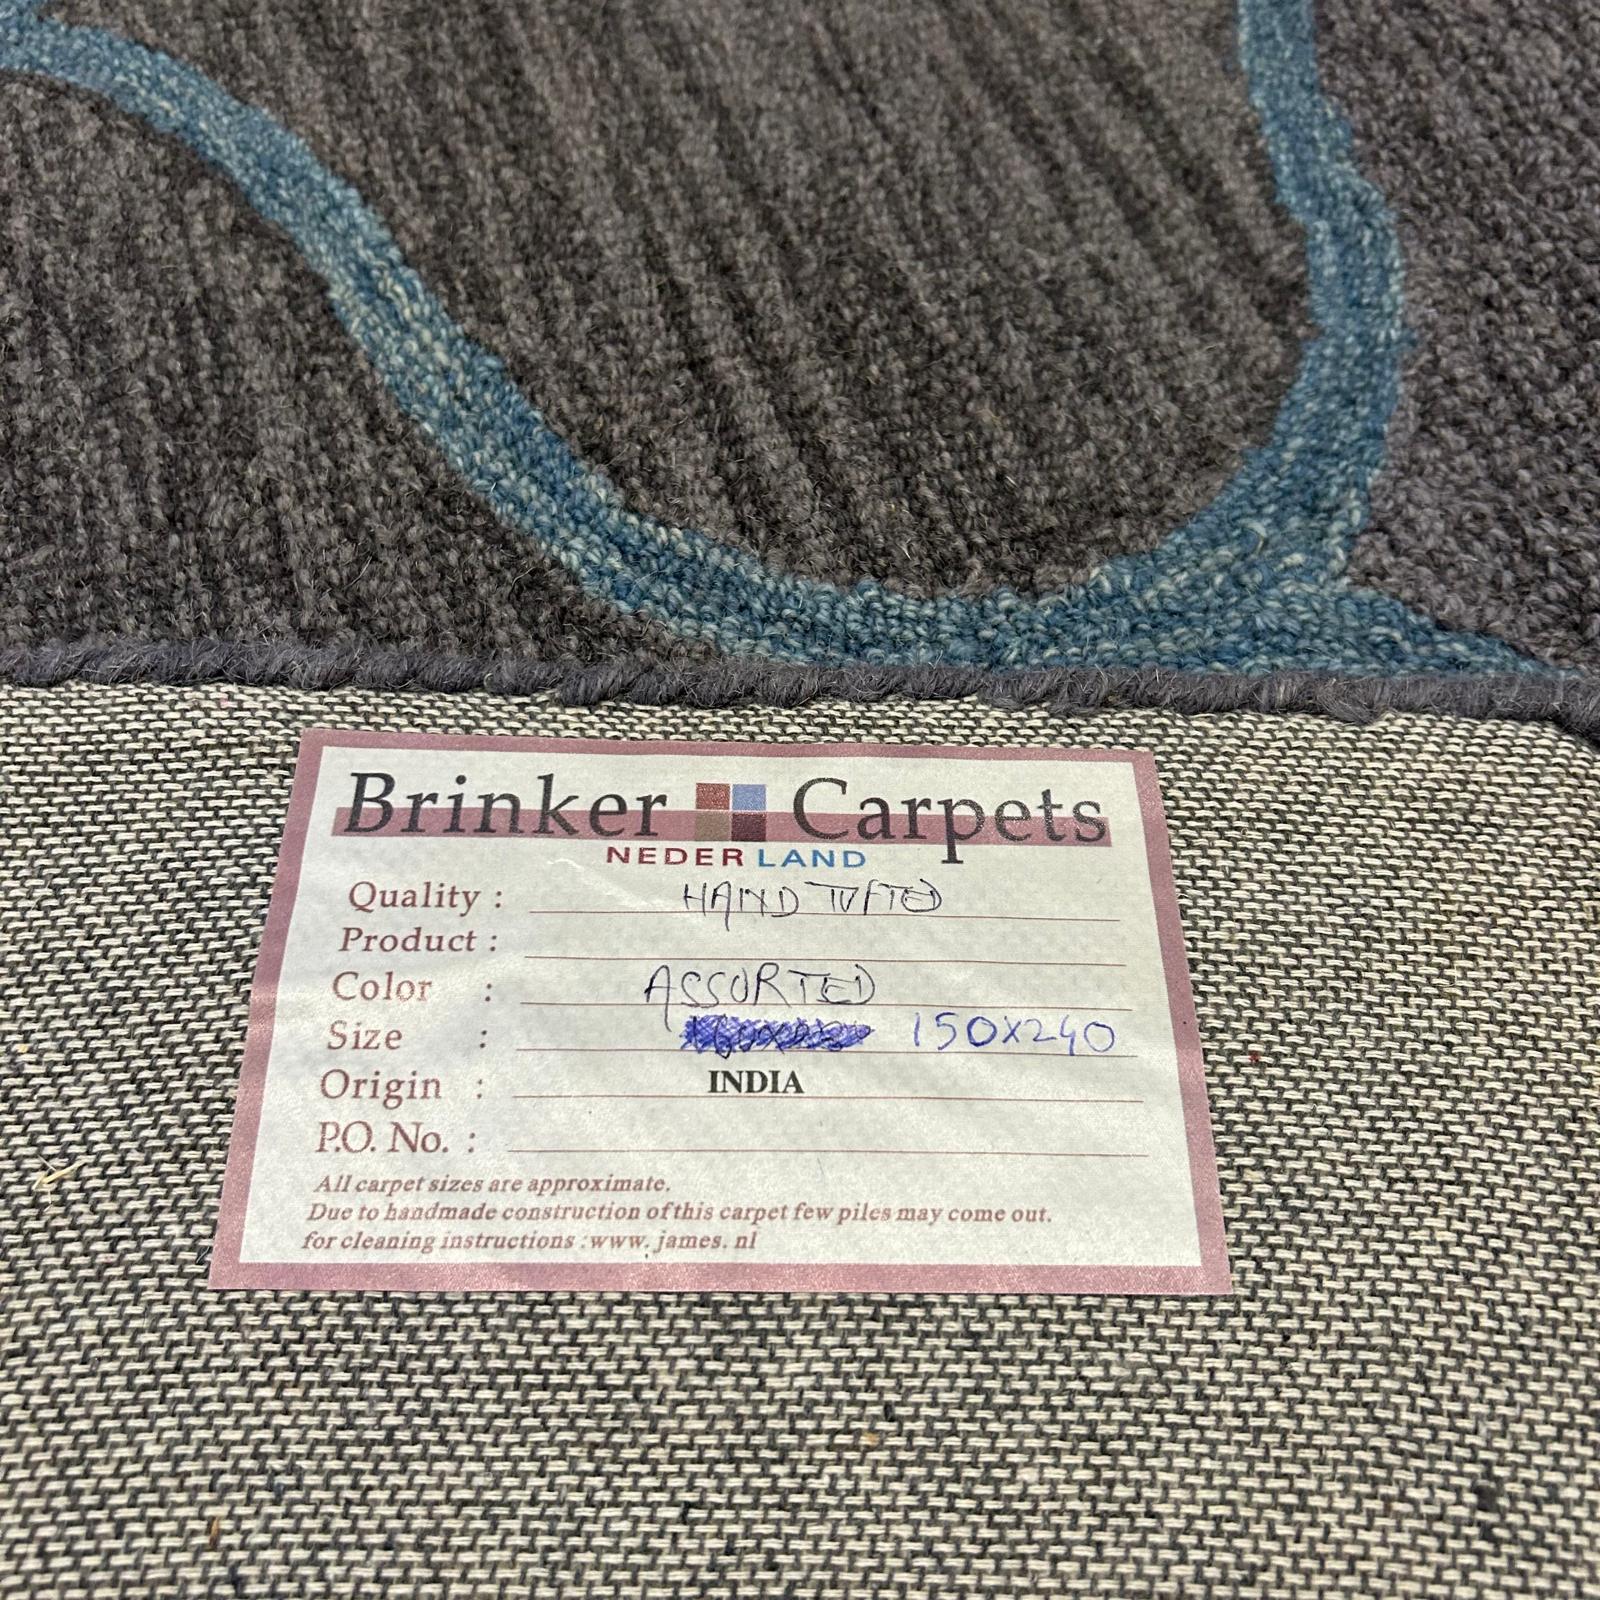 Brinker Carpets
NEDERLAND
Quality : HAND TUFTED
Product :
Color : ASSORTED
Size : 150X240
Origin : INDIA
P.O. No. :
All carpet sizes are approximate.
Due to handmade construction of this carpet few piles may come out.
for cleaning instructions :www. james. nl